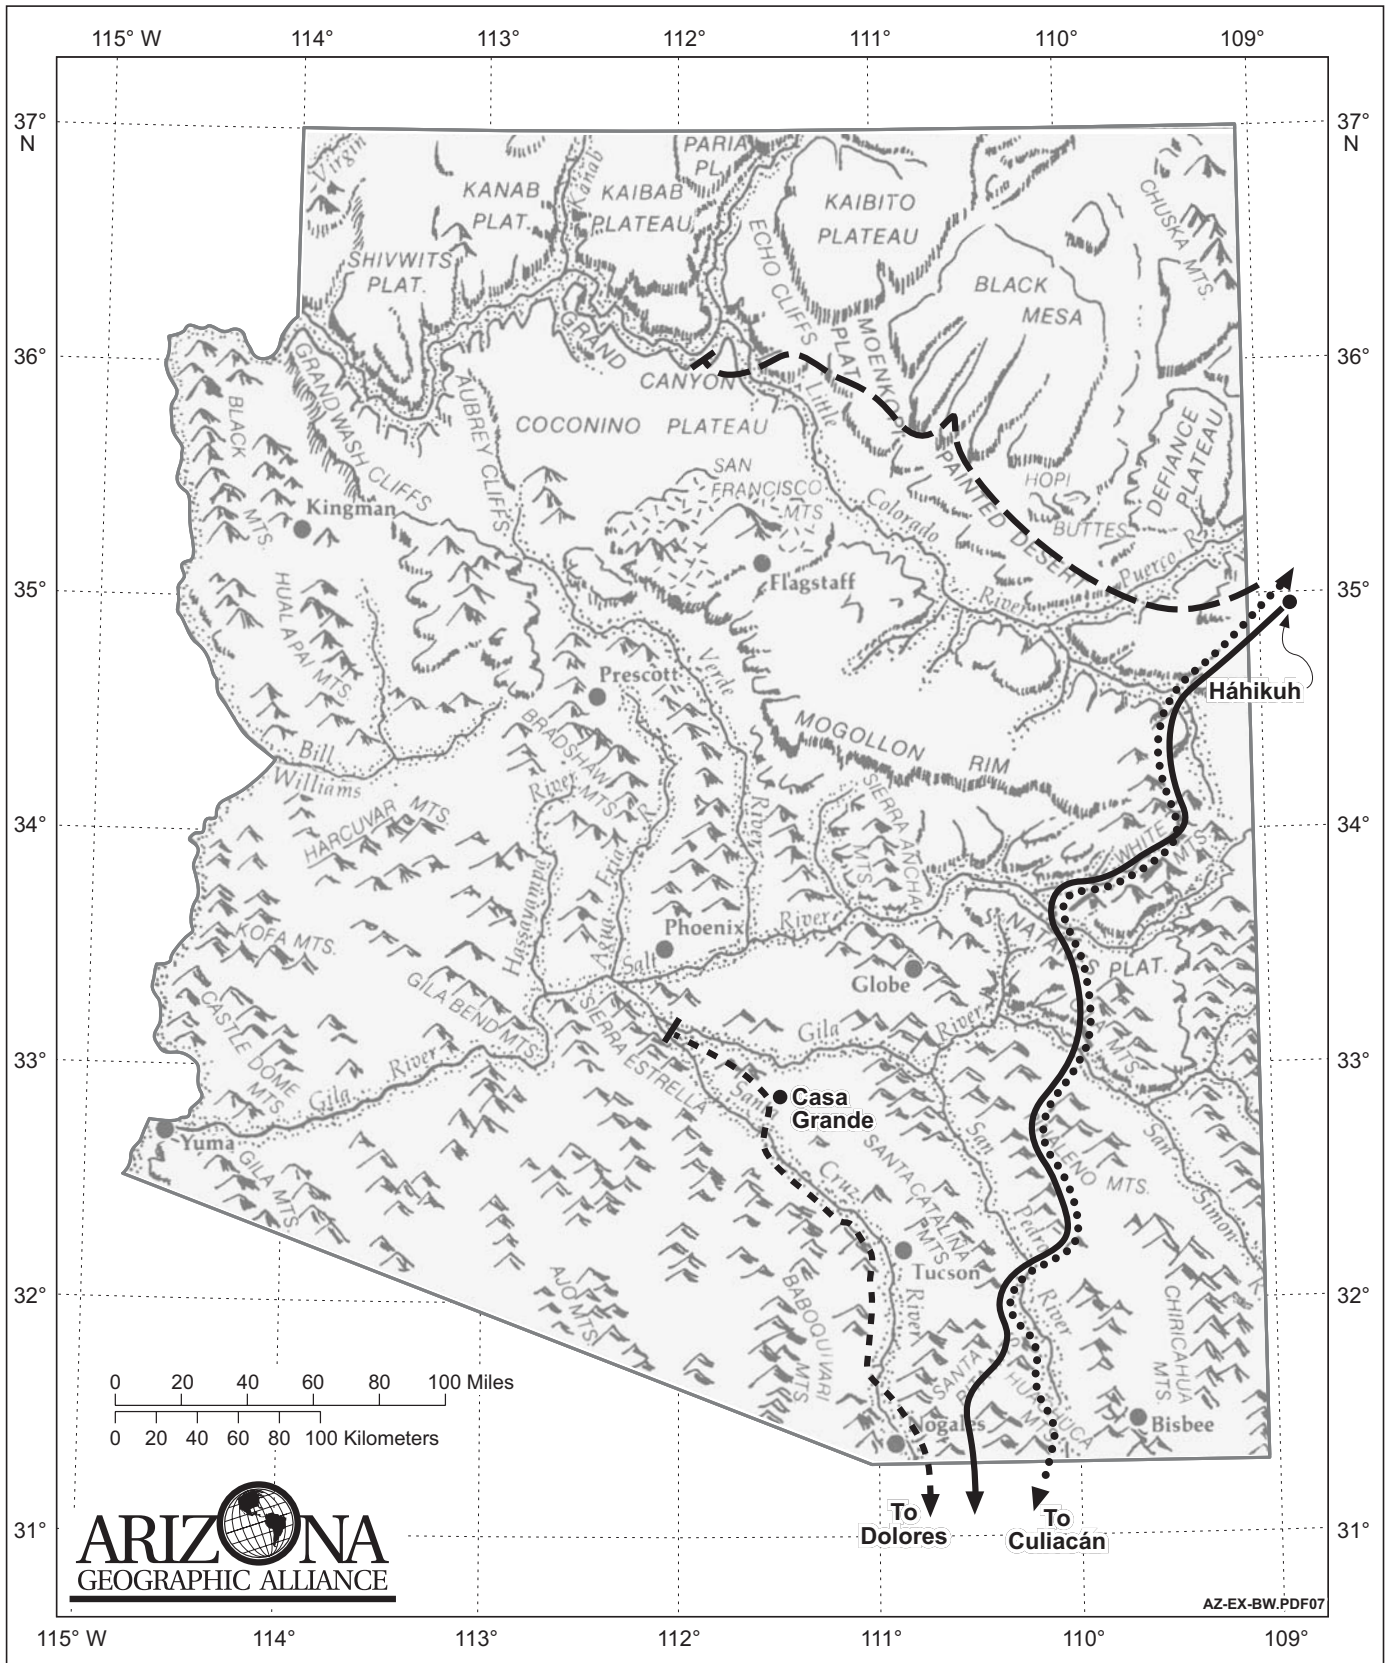 115° W
114°
113°
112°
111°
110°
109°
37°
N
37°
N
Virgin
KANAB
PLAT.
Kanab
KAIBAB
PLATEAU
PARIA
PL.
KAIBITO
PLATEAU
CHUSKA MTS.
ECHO CLIFFS
SHIVWITS
PLAT.
BLACK
MESA
GRAND
CANYON
36°
36°
GRAND WASH CLIFFS
AUBREY CLIFFS
PLAT.
Little
COCONINO PLATEAU
BLACK
MTS.
DEFIANCE
PLATEAU
SAN
FRANCISCO
MTS
HOPI
BUTTES
PAINTED DESERT
Kingman
Colorado
River
Puerco R.
Flagstaff
35°
35°
HUALAPAI MTS.
Verde
River
Prescott
Háhikuh
MOGOLLON RIM
BRADSHAW
MTS.
Bill
Williams
River
HARCUVAR MTS.
SIERRA ANCHA
MTS.
34°
34°
WHITE MTS.
Hassayampa
Agua Fria R.
KOFA MTS.
Phoenix
Salt
River
NATANES PLAT.
Globe
CASTLE DOME
MTS.
GILA BEND MTS.
SIERRA ESTRELLA
Gila
River
33°
33°
Gila
River
Casa
Grande
Santa
Cruz
River
Yuma
GILA MTS.
SANTA CATALINA
MTS.
San
Pedro
River
MTS.
San Simon R.
Tucson
32°
32°
AJO MTS.
BABOQUIVARI
MTS.
CHIRICAHUA
MTS.
SANTA
HUACHUCA
Nogales
Bisbee
0 20 40 60 80 100 Miles
0 20 40 60 80 100 Kilometers
To
Dolores
To
Culiacán
31°
31°
ARIZONA
GEOGRAPHIC ALLIANCE
AZ-EX-BW.PDF07
115° W
114°
113°
112°
111°
110°
109°